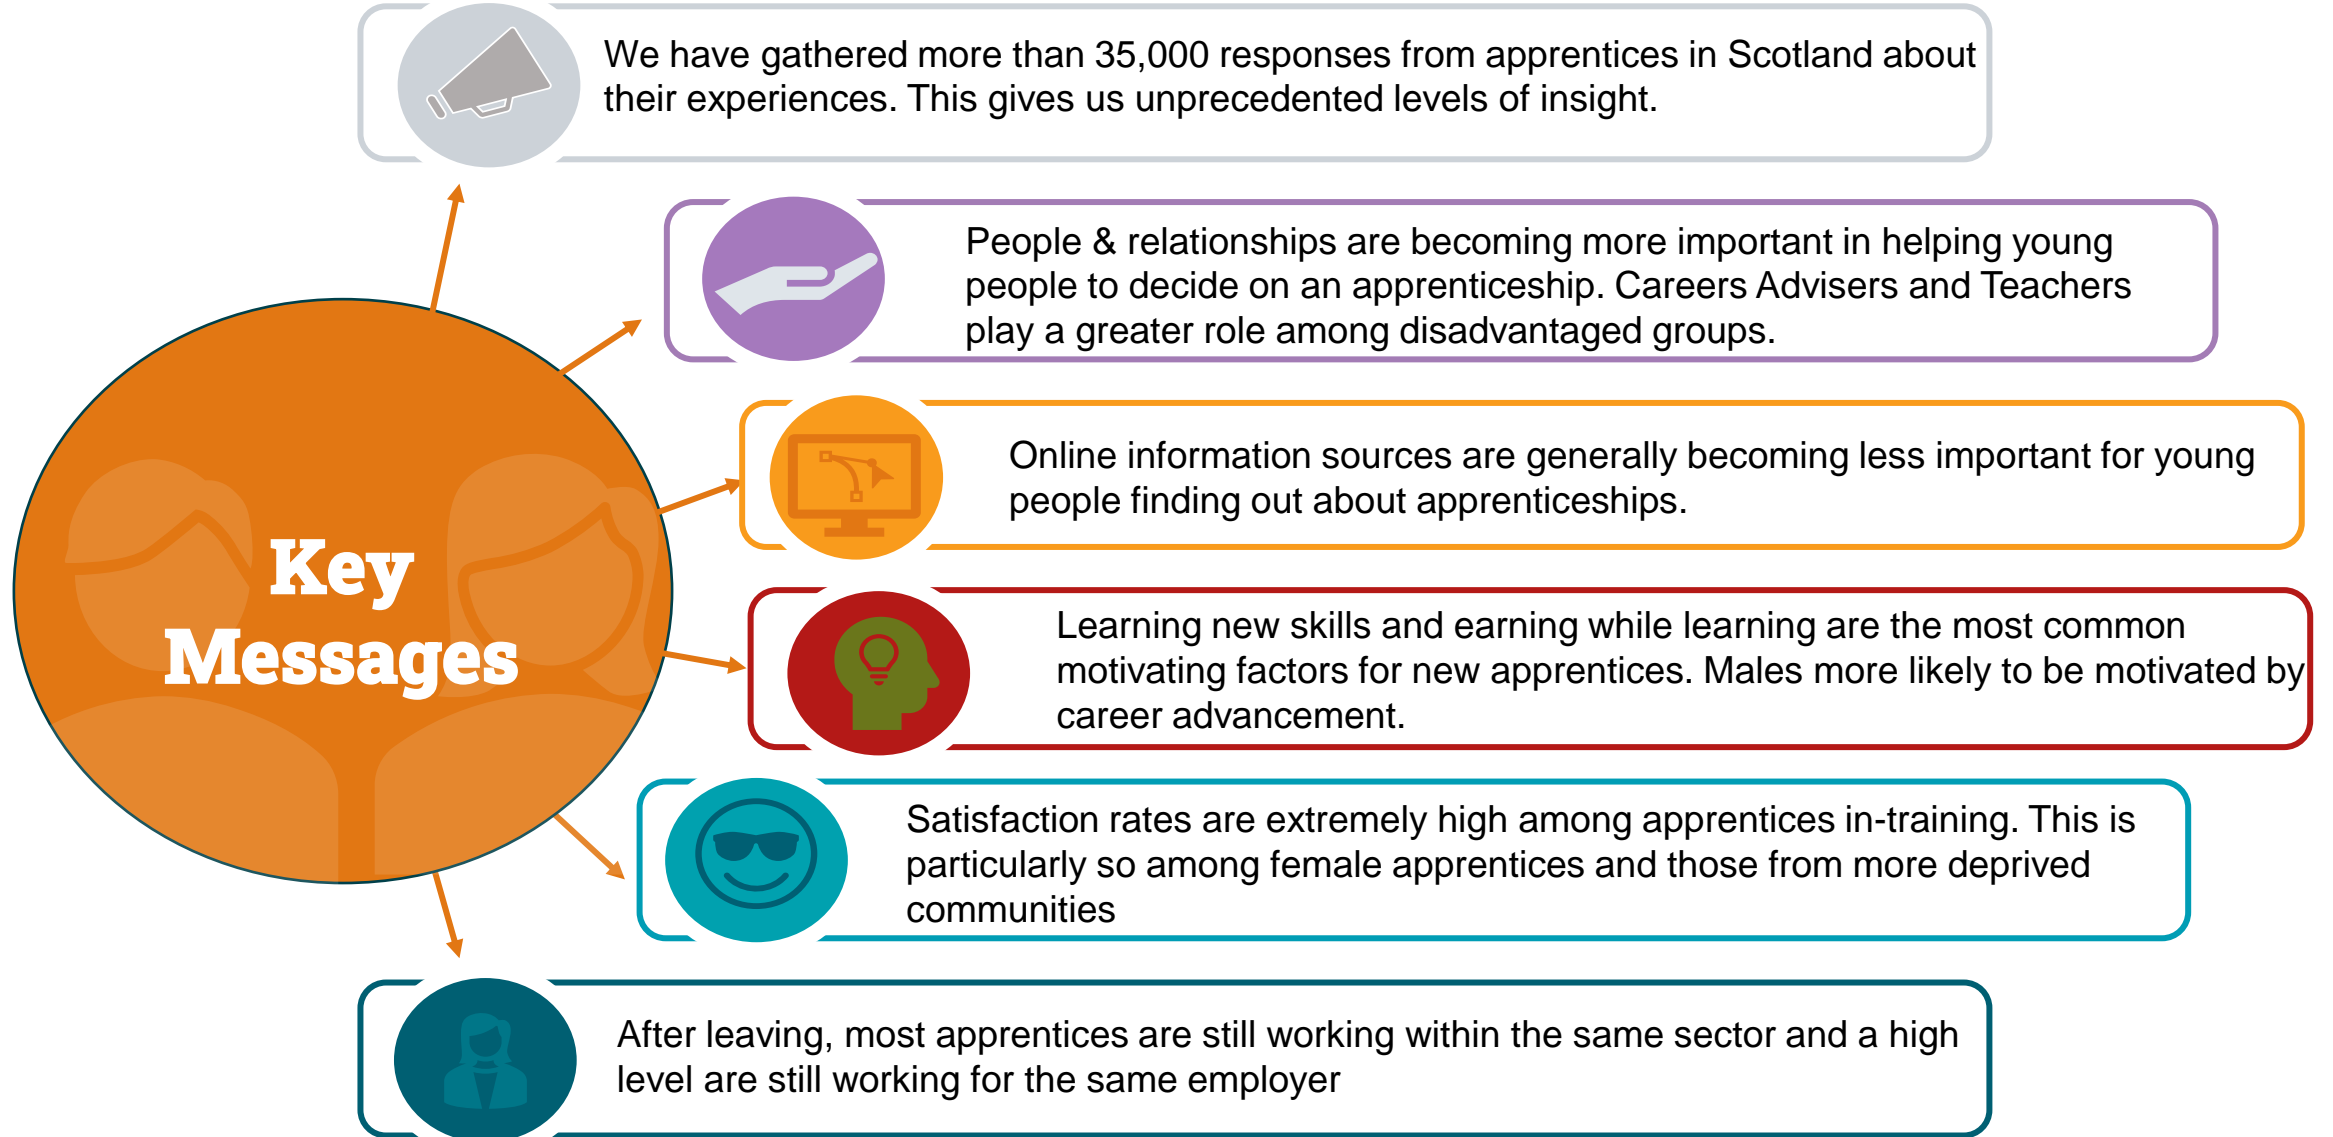 We have gathered more than 35,000 responses from apprentices in Scotland about
their experiences. This gives us unprecedented levels of insight.
People & relationships are becoming more important in helping young
people to decide on an apprenticeship. Careers Advisers and Teachers
play a greater role among disadvantaged groups.
Online information sources are generally becoming less important for young
people finding out about apprenticeships.
Key
Messages
Learning new skills and earning while learning are the most common
motivating factors for new apprentices. Males more likely to be motivated by
career advancement.
Satisfaction rates are extremely high among apprentices in-training. This is
particularly so among female apprentices and those from more deprived
communities
After leaving, most apprentices are still working within the same sector and a high
level are still working for the same employer